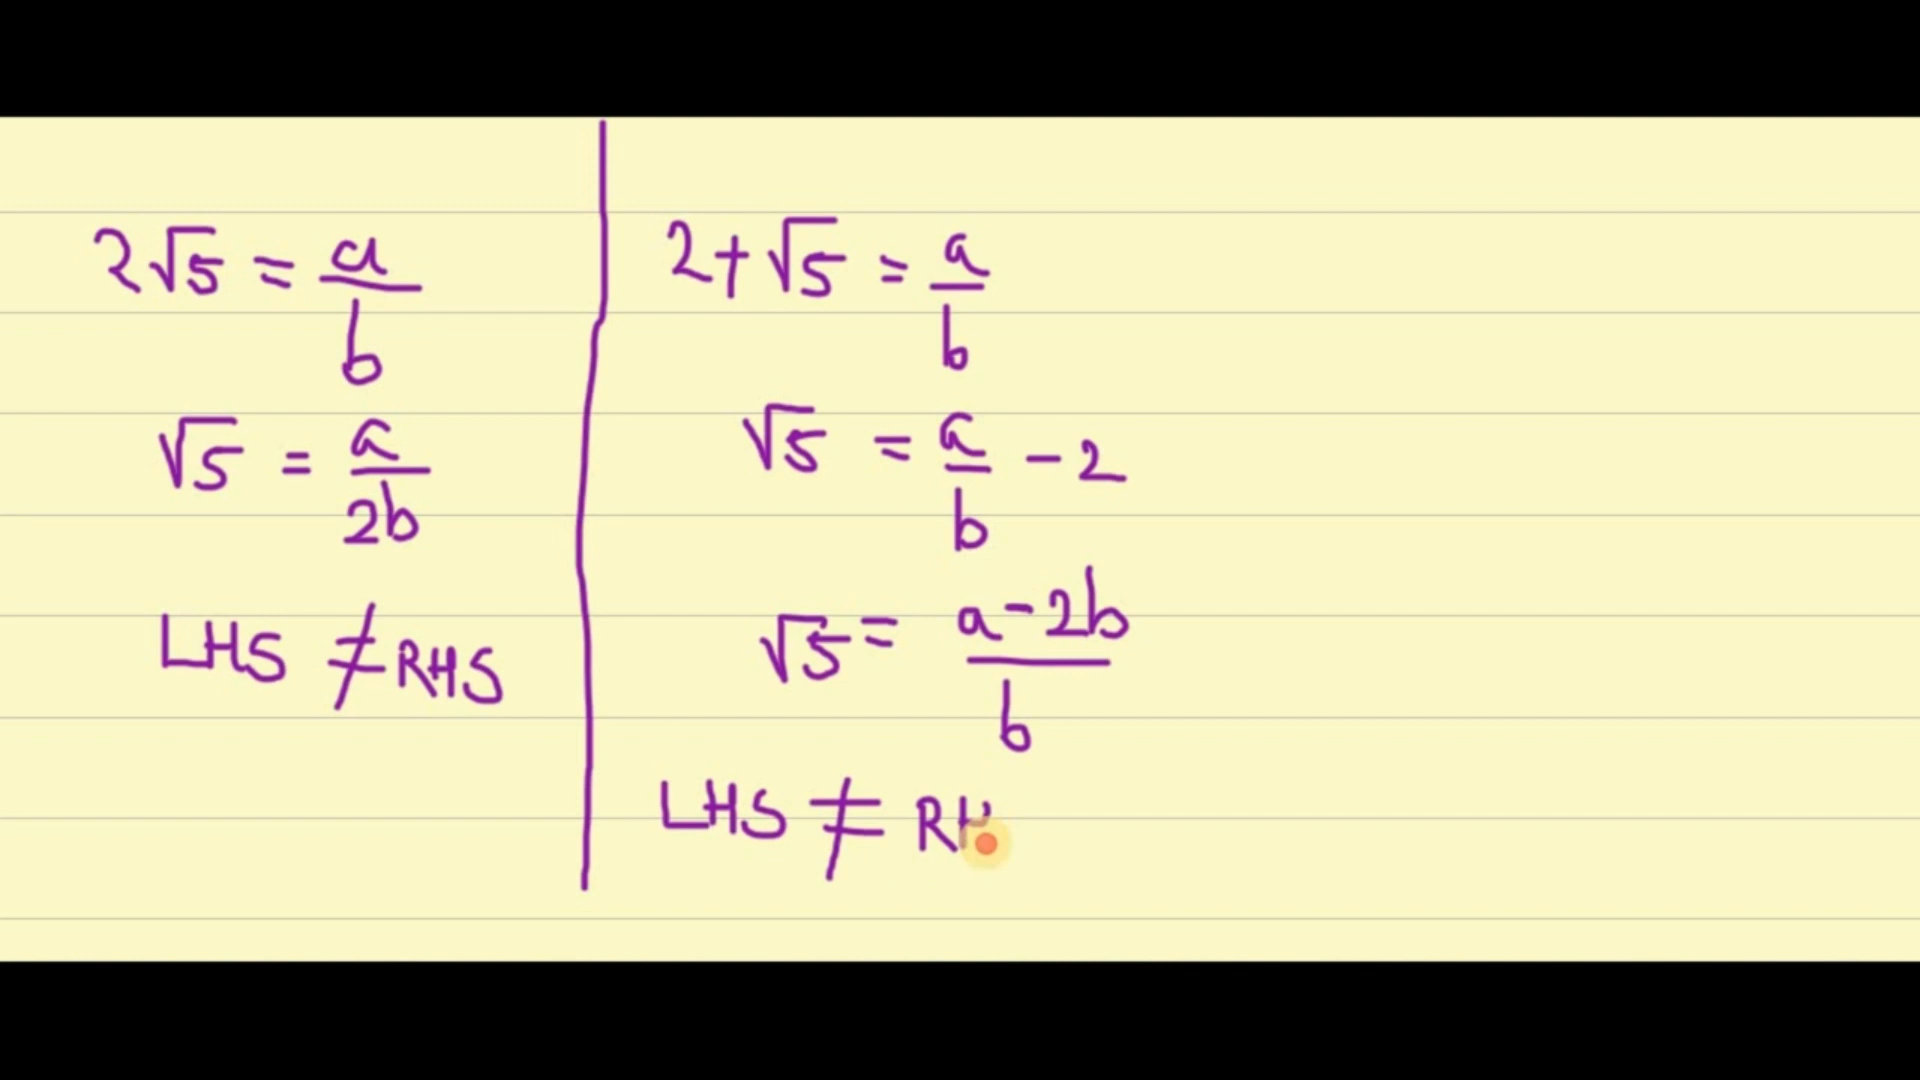 2√5 = a/b
√5 = a/2b
LHS ≠ RHS
2+√5 = a/b
√5 = a/b - 2
√5 = a-2b/b
LHS ≠ RH